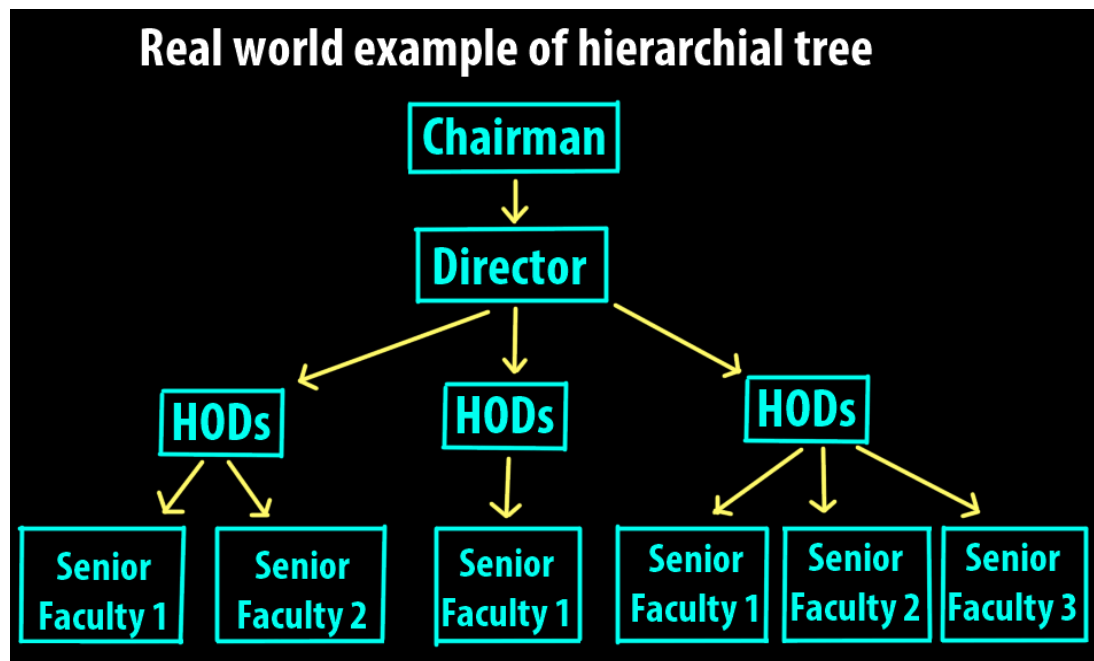 Real world example of hierarchial tree
Chairman
Director
HODs
HODs
HODs
Senior
Faculty 1
Senior
Faculty 2
Senior
Faculty 1
Senior
Faculty 1
Senior
Faculty 2
Senior
Faculty 3